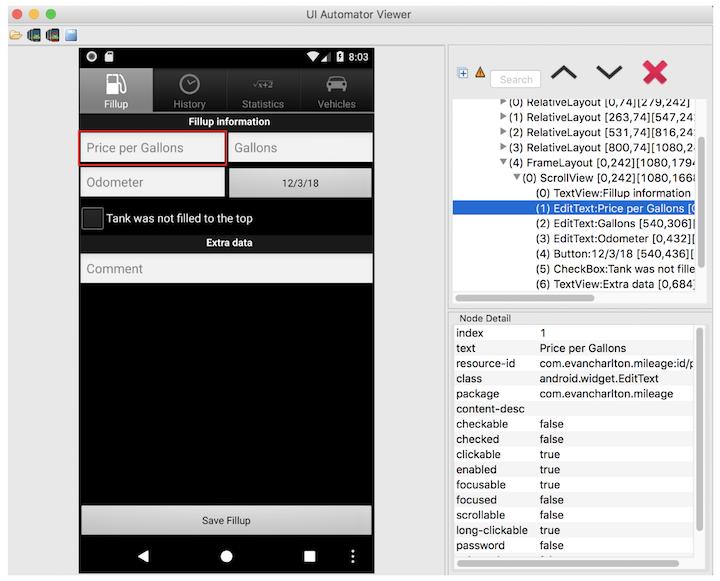 UI Automator Viewer
8:03
Fillup
History
√x+2
Statistics
Vehicles
Fillup information
Price per Gallons
Gallons
Odometer
12/3/18
Tank was not filled to the top
Extra data
Comment
Save Fillup
Search
(0) RelativeLayout [0,74][279,242]
(1) RelativeLayout [263,74][547,242
(2) RelativeLayout [531,74][816,242
(3) RelativeLayout [800,74][1080,24
(4) FrameLayout [0,242][1080,1794
(0) ScrollView [0,242][1080,1668
(0) TextView:Fillup information
(1) EditText:Price per Gallons [0
(2) EditText:Gallons [540,306][
(3) EditText:Odometer [0,432][
(4) Button:12/3/18 [540,436][
(5) CheckBox:Tank was not fille
(6) TextView:Extra data [0,684]
Node Detail
index 1
text Price per Gallons
resource-id com.evancharlton.mileage:id/p
class android.widget.EditText
package com.evancharlton.mileage
content-desc
checkable false
checked false
clickable true
enabled true
focusable true
focused false
scrollable false
long-clickable true
password false